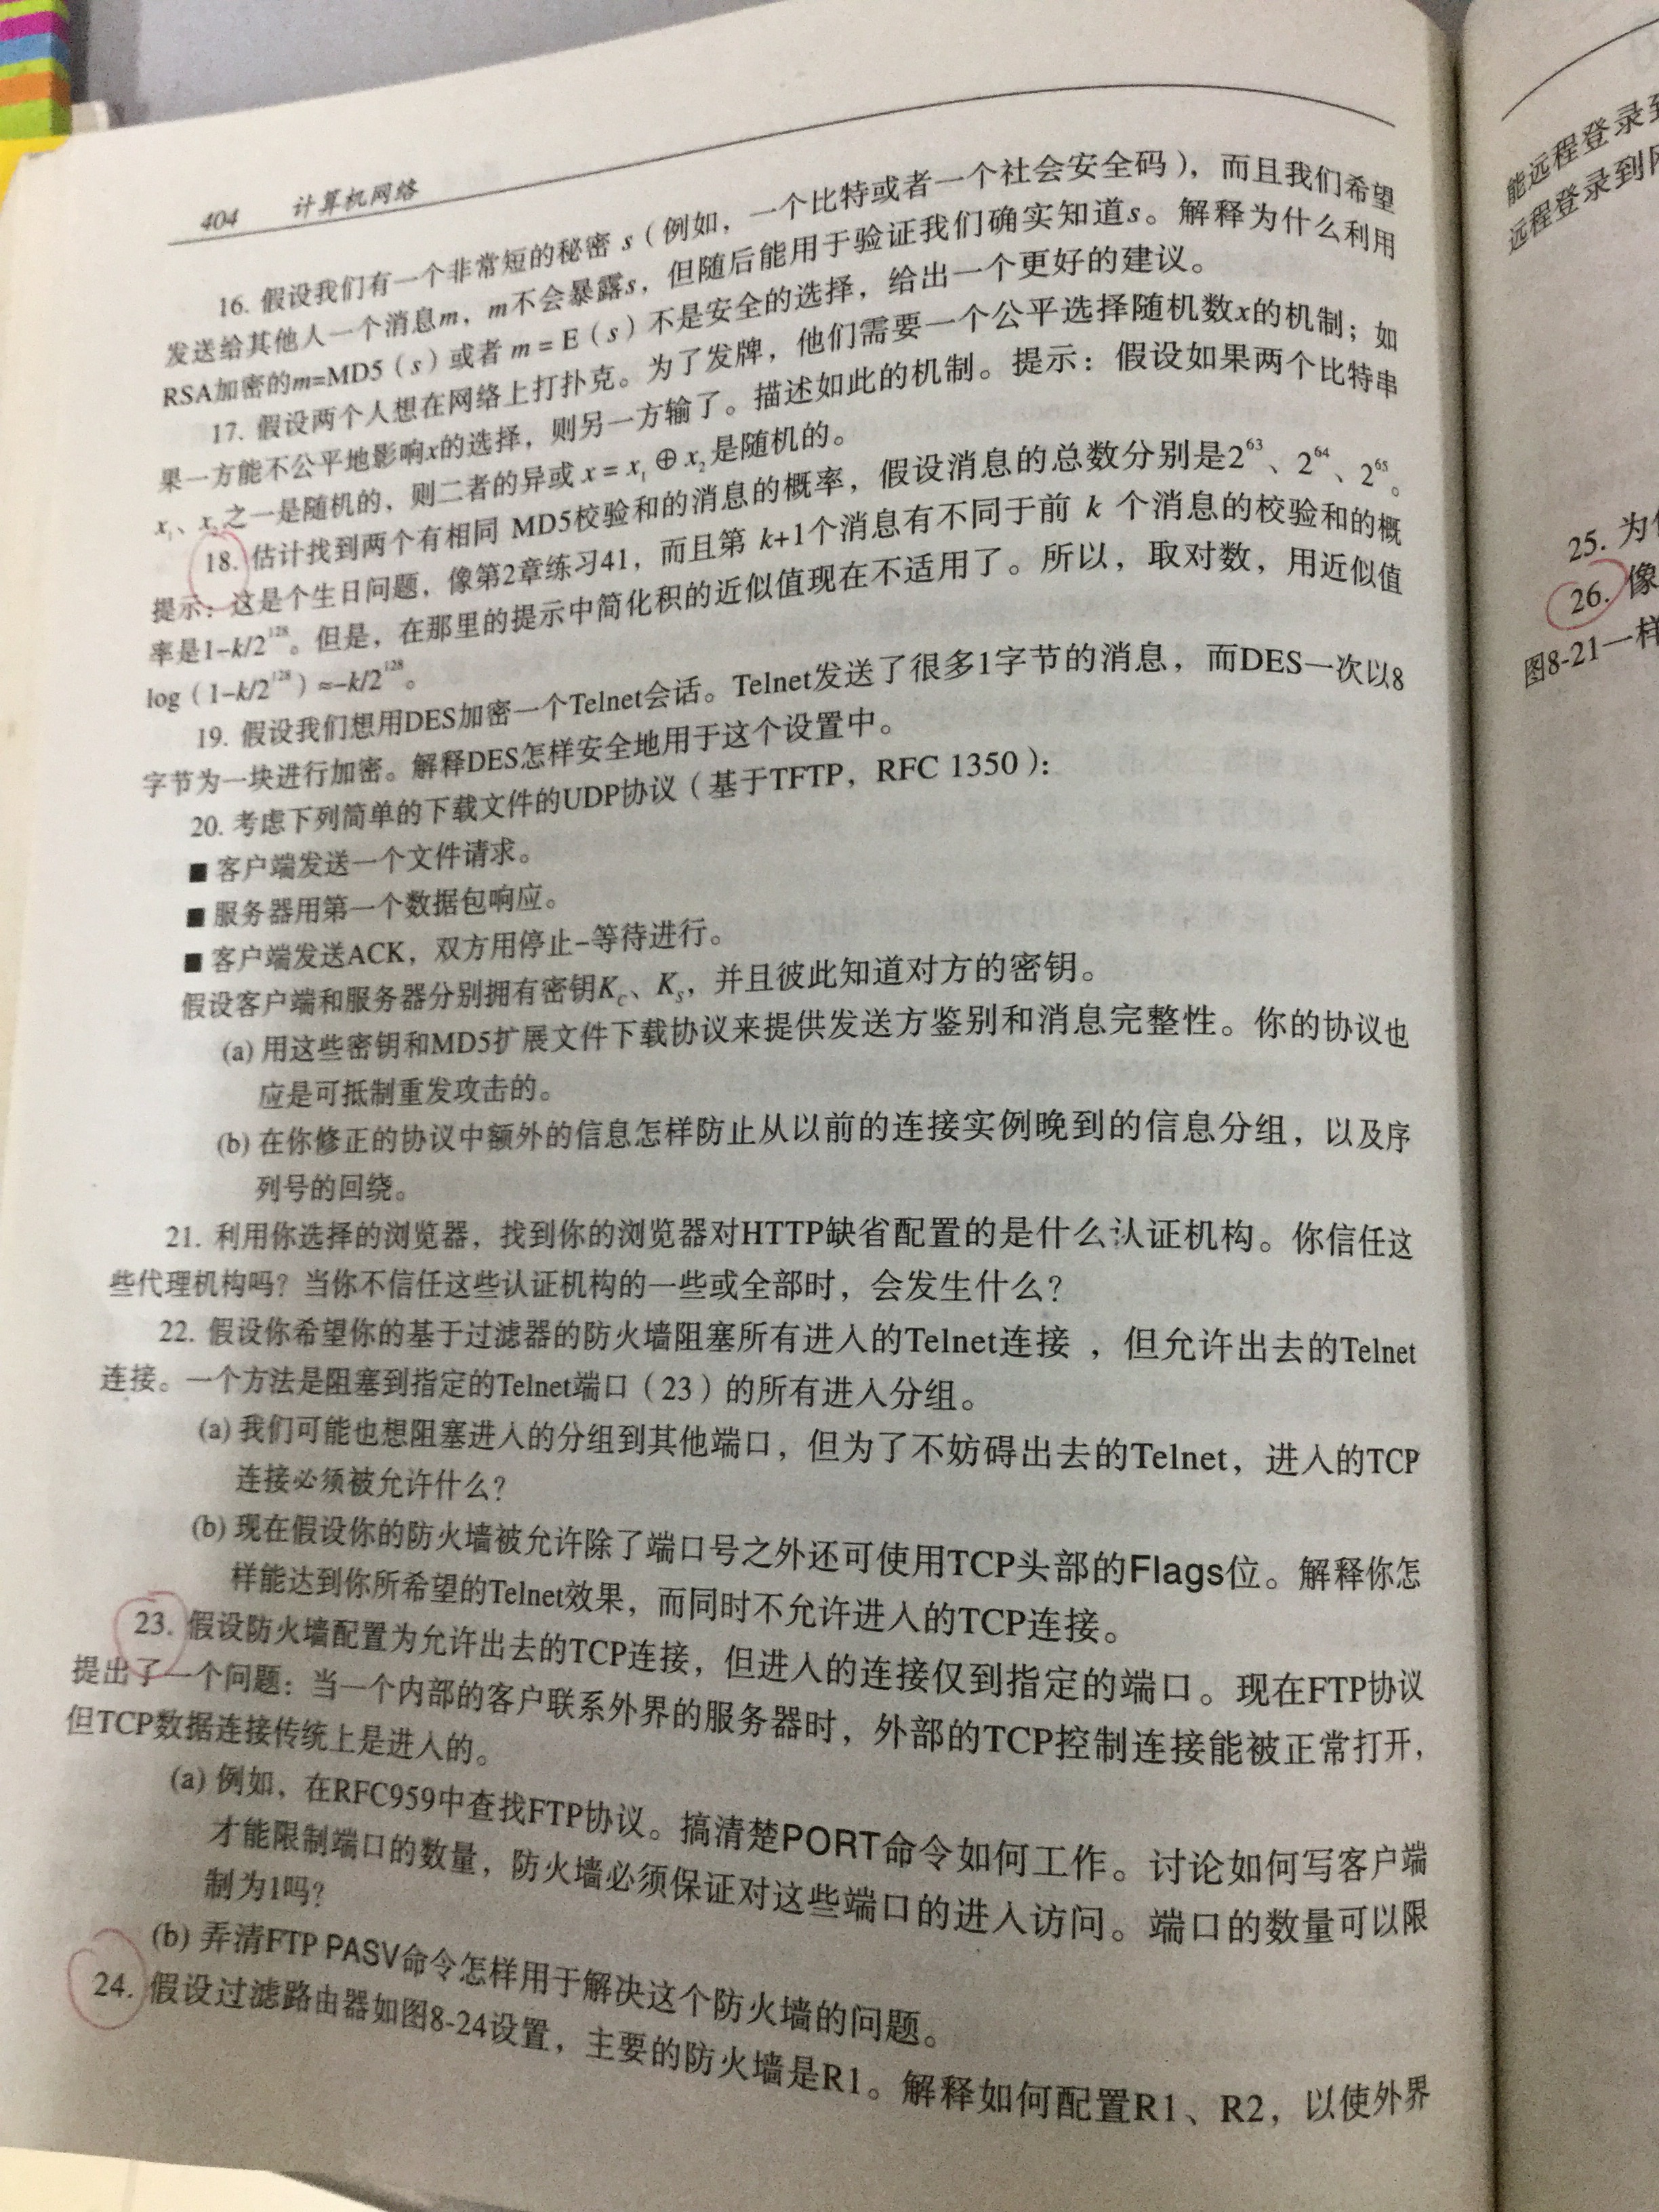 404 计算机网络
16. 假设我们有一个非常短的秘密 s（例如，一个比特或者一个社会安全码），而且我们希望
发送给其他人一个消息m，m不会暴露s，但随后能用于验证我们确实知道s。解释为什么利用
RSA加密的m=MD5（s）或者 m = E（s）不是安全的选择，给出一个更好的建议。
17. 假设两个人想在网络上打扑克。为了发牌，他们需要一个公平选择随机数x的机制；如
果一方能不公平地影响x的选择，则另一方输了。描述如此的机制。提示：假设如果两个比特串
x₁、x₂之一是随机的，则二者的异或 x = x₁ ⊕ x₂ 是随机的。
18. 估计找到两个有相同 MD5校验和的消息的概率，假设消息的总数分别是2⁶³、2⁶⁴、2⁶⁵。
提示：这是个生日问题，像第2章练习41，而且第 k+1个消息有不同于前 k 个消息的校验和的概
率是1-k/2¹²⁸。但是，在那里的提示中简化积的近似值现在不适用了。所以，取对数，用近似值
log（1-k/2¹²⁸）≈-k/2¹²⁸。
19. 假设我们想用DES加密一个Telnet会话。Telnet发送了很多1字节的消息，而DES一次以8
字节为一块进行加密。解释DES怎样安全地用于这个设置中。
20. 考虑下列简单的下载文件的UDP协议（基于TFTP，RFC 1350）：
■ 客户端发送一个文件请求。
■ 服务器用第一个数据包响应。
■ 客户端发送ACK，双方用停止-等待进行。
假设客户端和服务器分别拥有密钥Kc、Ks，并且彼此知道对方的密钥。
(a) 用这些密钥和MD5扩展文件下载协议来提供发送方鉴别和消息完整性。你的协议也
应是可抵制重发攻击的。
(b) 在你修正的协议中额外的信息怎样防止从以前的连接实例晚到的信息分组，以及序
列号的回绕。
21. 利用你选择的浏览器，找到你的浏览器对HTTP缺省配置的是什么认证机构。你信任这
些代理机构吗？当你不信任这些认证机构的一些或全部时，会发生什么？
22. 假设你希望你的基于过滤器的防火墙阻塞所有进入的Telnet连接 ，但允许出去的Telnet
连接。一个方法是阻塞到指定的Telnet端口（23）的所有进入分组。
(a) 我们可能也想阻塞进入的分组到其他端口，但为了不妨碍出去的Telnet，进入的TCP
连接必须被允许什么？
(b) 现在假设你的防火墙被允许除了端口号之外还可使用TCP头部的Flags位。解释你怎
样能达到你所希望的Telnet效果，而同时不允许进入的TCP连接。
23. 假设防火墙配置为允许出去的TCP连接，但进入的连接仅到指定的端口。现在FTP协议
提出了一个问题：当一个内部的客户联系外界的服务器时，外部的TCP控制连接能被正常打开，
但TCP数据连接传统上是进入的。
(a) 例如，在RFC959中查找FTP协议。搞清楚PORT命令如何工作。讨论如何写客户端
才能限制端口的数量，防火墙必须保证对这些端口的进入访问。端口的数量可以限
制为1吗？
(b) 弄清FTP PASV命令怎样用于解决这个防火墙的问题。
24. 假设过滤路由器如图8-24设置，主要的防火墙是R1。解释如何配置R1、R2，以使外界
能远程登录到
远程登录到
25. 为
26. 像
图8-21一样